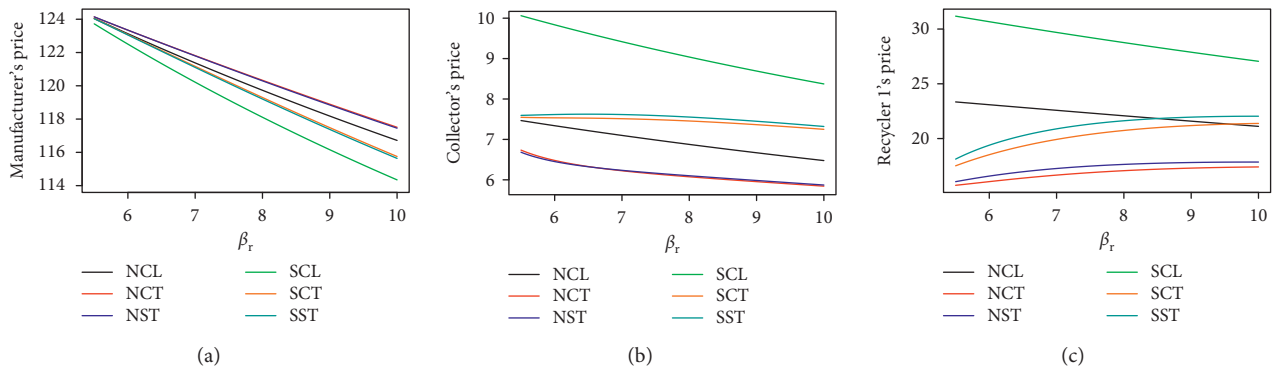 Manufacturer's price
124
122
120
118
116
114
6 7 8 9 10
βr
NCL SCL
NCT SCT
NST SST
(a)
Collector's price
10
9
8
7
6
6 7 8 9 10
βr
NCL SCL
NCT SCT
NST SST
(b)
Recycler 1's price
30
25
20
6 7 8 9 10
βr
NCL SCL
NCT SCT
NST SST
(c)